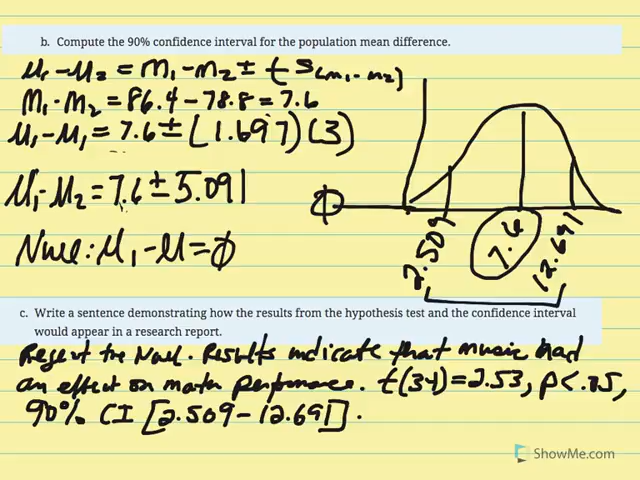 b. Compute the 90% confidence interval for the population mean difference.
μ₁-μ₂ = M₁-M₂ ± t S(M₁-M₂)
M₁-M₂ = 86.4-78.8 = 7.6
μ₁-μ₁ = 7.6 ± (1.697)(3)
μ₁-μ₂ = 7.6 ± 5.091
Null: μ₁-μ = ϕ
ϕ
2.509
7.6
12.691
c. Write a sentence demonstrating how the results from the hypothesis test and the confidence interval
would appear in a research report.
Reject the Null. Results indicate that music had
an effect on math performance. t(34) = 2.53, p < .05,
90% CI [2.509 - 12.691].
ShowMe.com